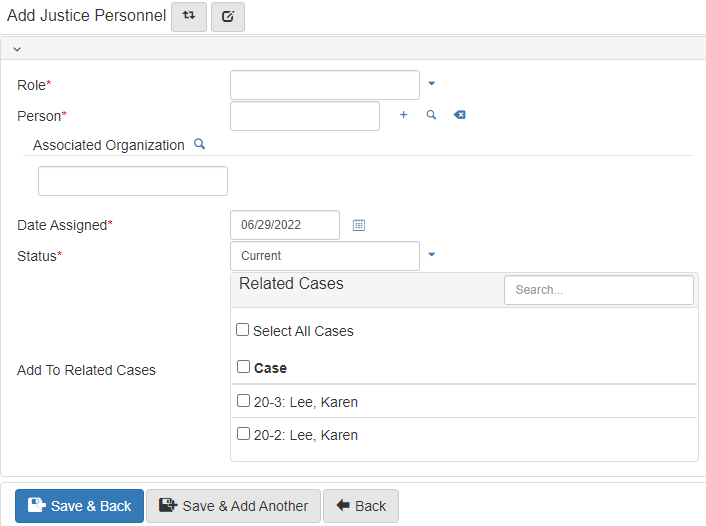 Add Justice Personnel
Role*
Person*
Associated Organization
Date Assigned* 06/29/2022
Status* Current
Related Cases Search...
Select All Cases
Add To Related Cases
Case
20-3: Lee, Karen
20-2: Lee, Karen
Save & Back Save & Add Another Back